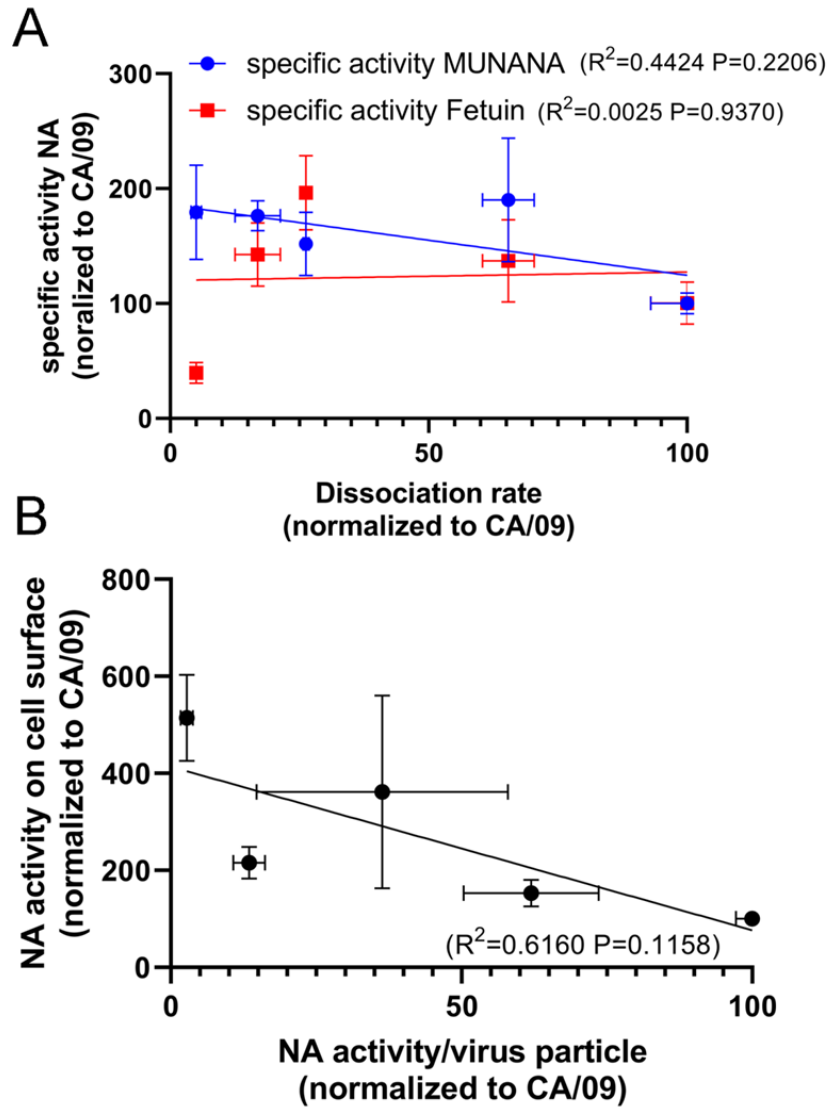 A
specific activity MUNANA (R²=0.4424 P=0.2206)
specific activity Fetuin (R²=0.0025 P=0.9370)
specific activity NA
(noralized to CA/09)
300
200
100
0
0 50 100
Dissociation rate
(normalized to CA/09)
B
NA activity on cell surface
(normalized to CA/09)
800
600
400
200
0
(R²=0.6160 P=0.1158)
0 50 100
NA activity/virus particle
(normalized to CA/09)